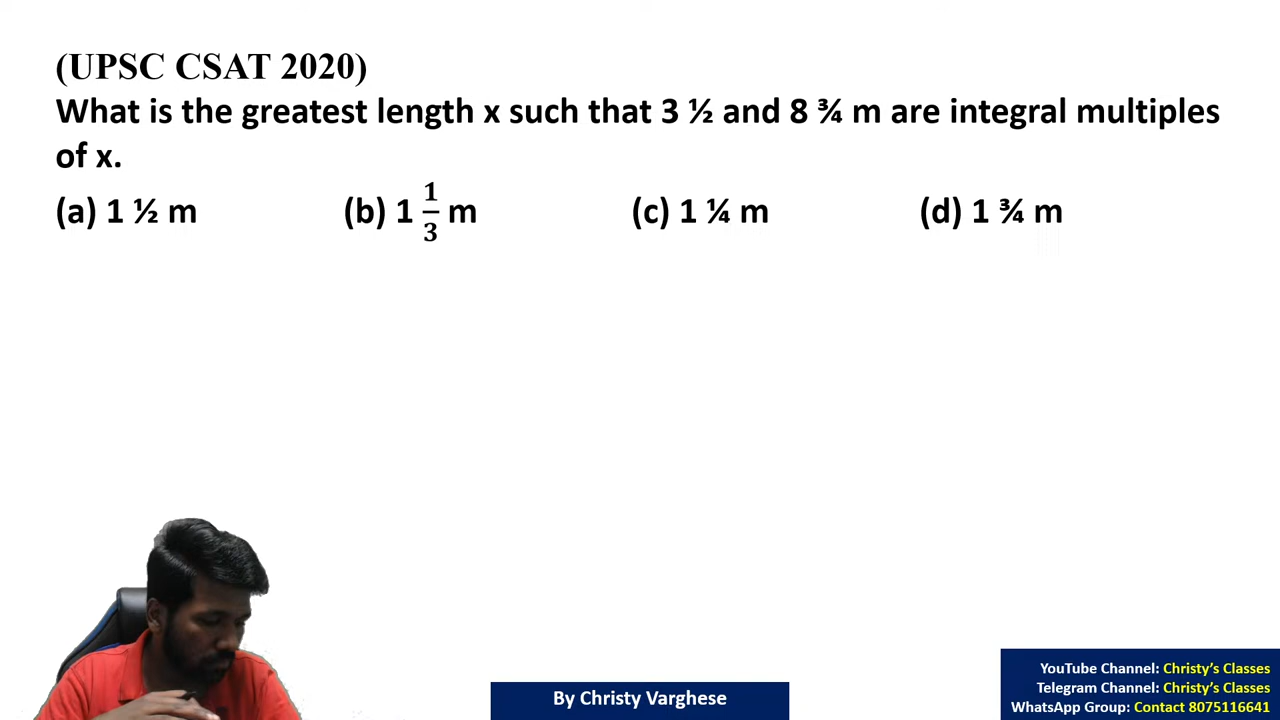 (UPSC CSAT 2020)
What is the greatest length x such that 3 ½ and 8 ¾ m are integral multiples
of x.
(a) 1 ½ m (b) 1 1/3 m (c) 1 ¼ m (d) 1 ¾ m
YouTube Channel: Christy's Classes
Telegram Channel: Christy's Classes
WhatsApp Group: Contact 8075116641
By Christy Varghese